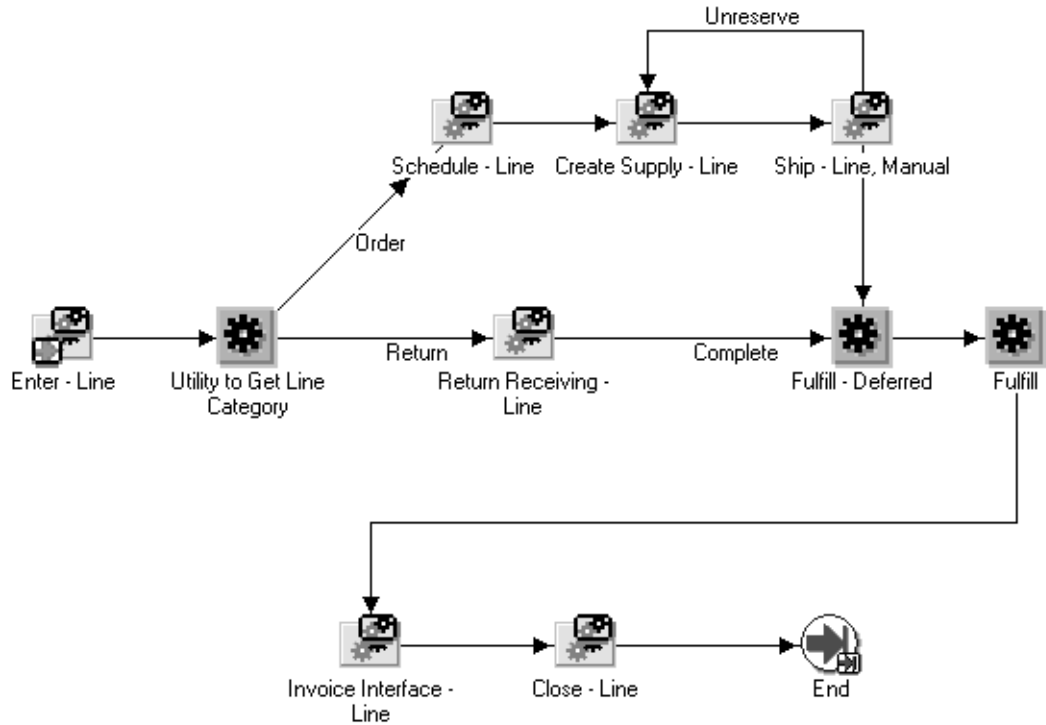 Unreserve
Schedule - Line
Create Supply - Line
Ship - Line, Manual
Order
Return
Complete
Enter - Line
Utility to Get Line
Category
Return Receiving -
Line
Fulfill - Deferred
Fulfill
Invoice Interface -
Line
Close - Line
End